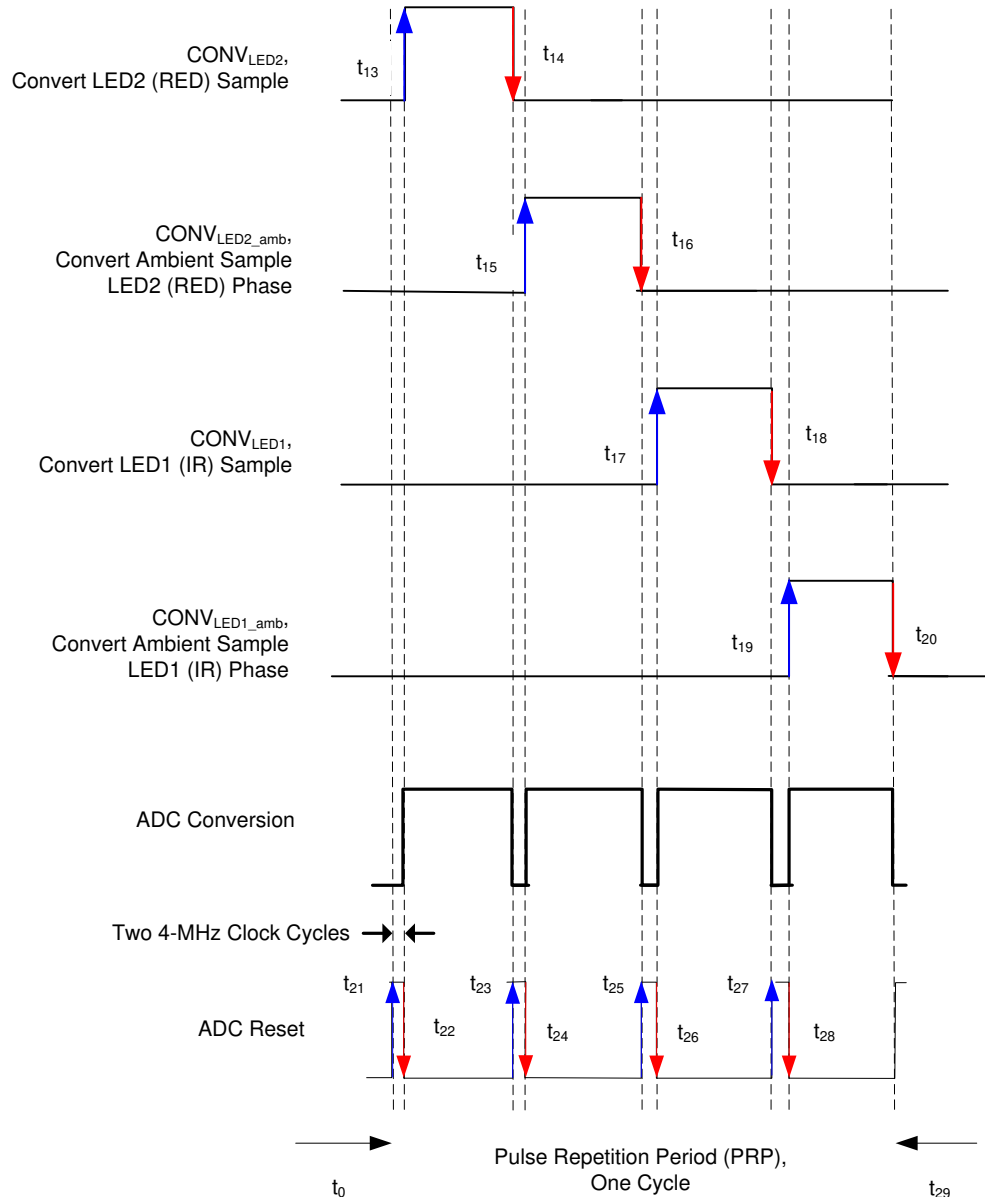 CONVLED2,
Convert LED2 (RED) Sample
t13
t14
CONVLED2_amb,
Convert Ambient Sample
LED2 (RED) Phase
t15
t16
CONVLED1,
Convert LED1 (IR) Sample
t17
t18
CONVLED1_amb,
Convert Ambient Sample
LED1 (IR) Phase
t19
t20
ADC Conversion
Two 4-MHz Clock Cycles
ADC Reset
t21
t22
t23
t24
t25
t26
t27
t28
t0
Pulse Repetition Period (PRP),
One Cycle
t29